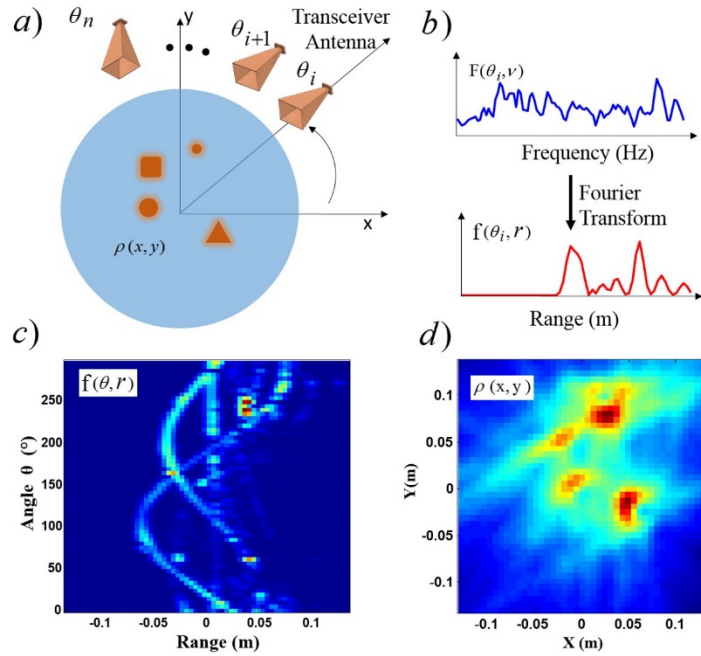 a)
θn
y
θi+1
θi
Transceiver
Antenna
x
ρ(x, y)
b)
F(θi,ν)
Frequency (Hz)
Fourier
Transform
f(θi,r)
Range (m)
c)
f(θ,r)
Angle θ (°)
250
200
150
100
50
0
-0.1 -0.05 0 0.05 0.1
Range (m)
d)
ρ (x, y)
Y(m)
0.1
0.05
0
-0.05
-0.1
-0.1 -0.05 0 0.05 0.1
X (m)